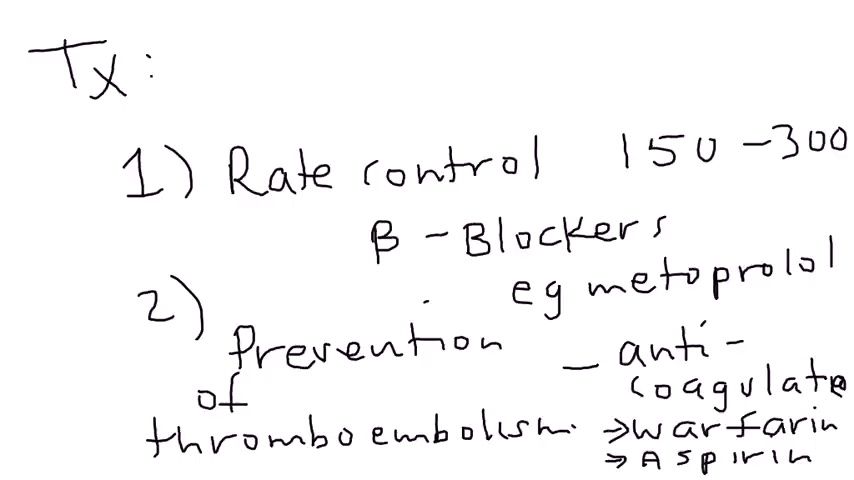 Tx:
1) Rate control 150-300
β - Blockers
eg metoprolol
2) Prevention - anti-
of coagulate
thromboembolism. → warfarin
⇒ Aspirin